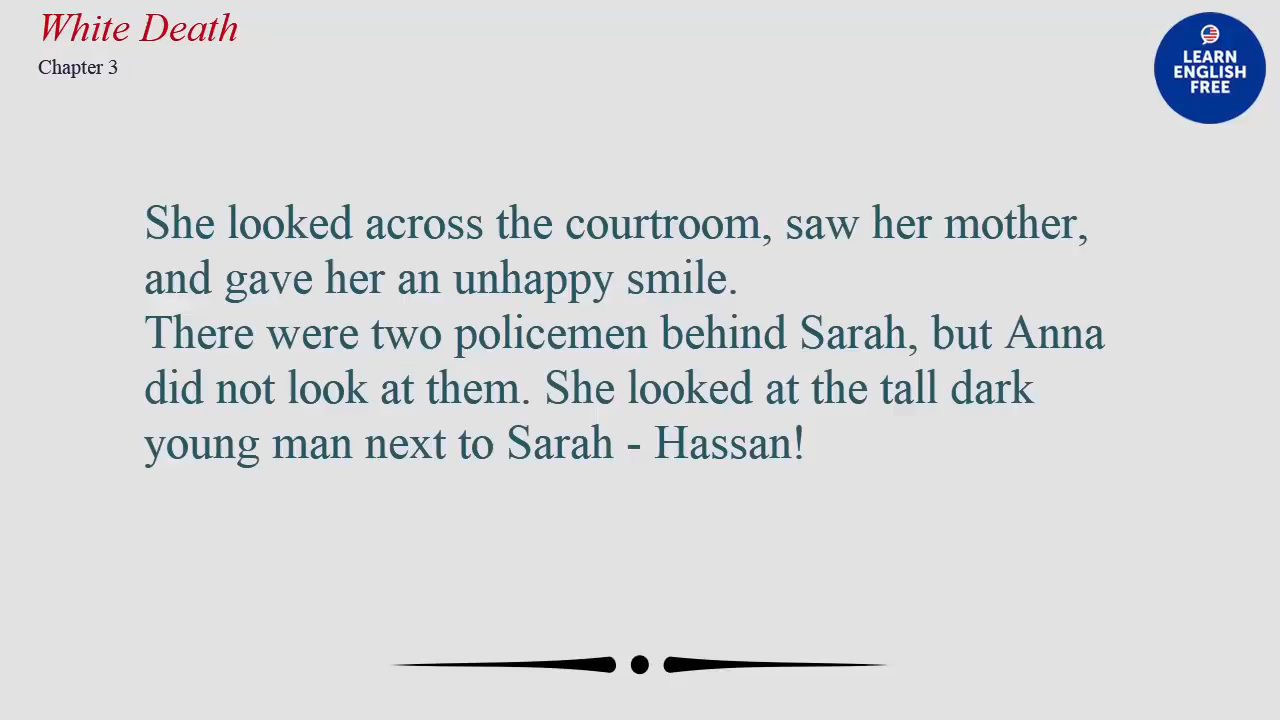 White Death
Chapter 3
LEARN
ENGLISH
FREE
She looked across the courtroom, saw her mother,
and gave her an unhappy smile.
There were two policemen behind Sarah, but Anna
did not look at them. She looked at the tall dark
young man next to Sarah - Hassan!